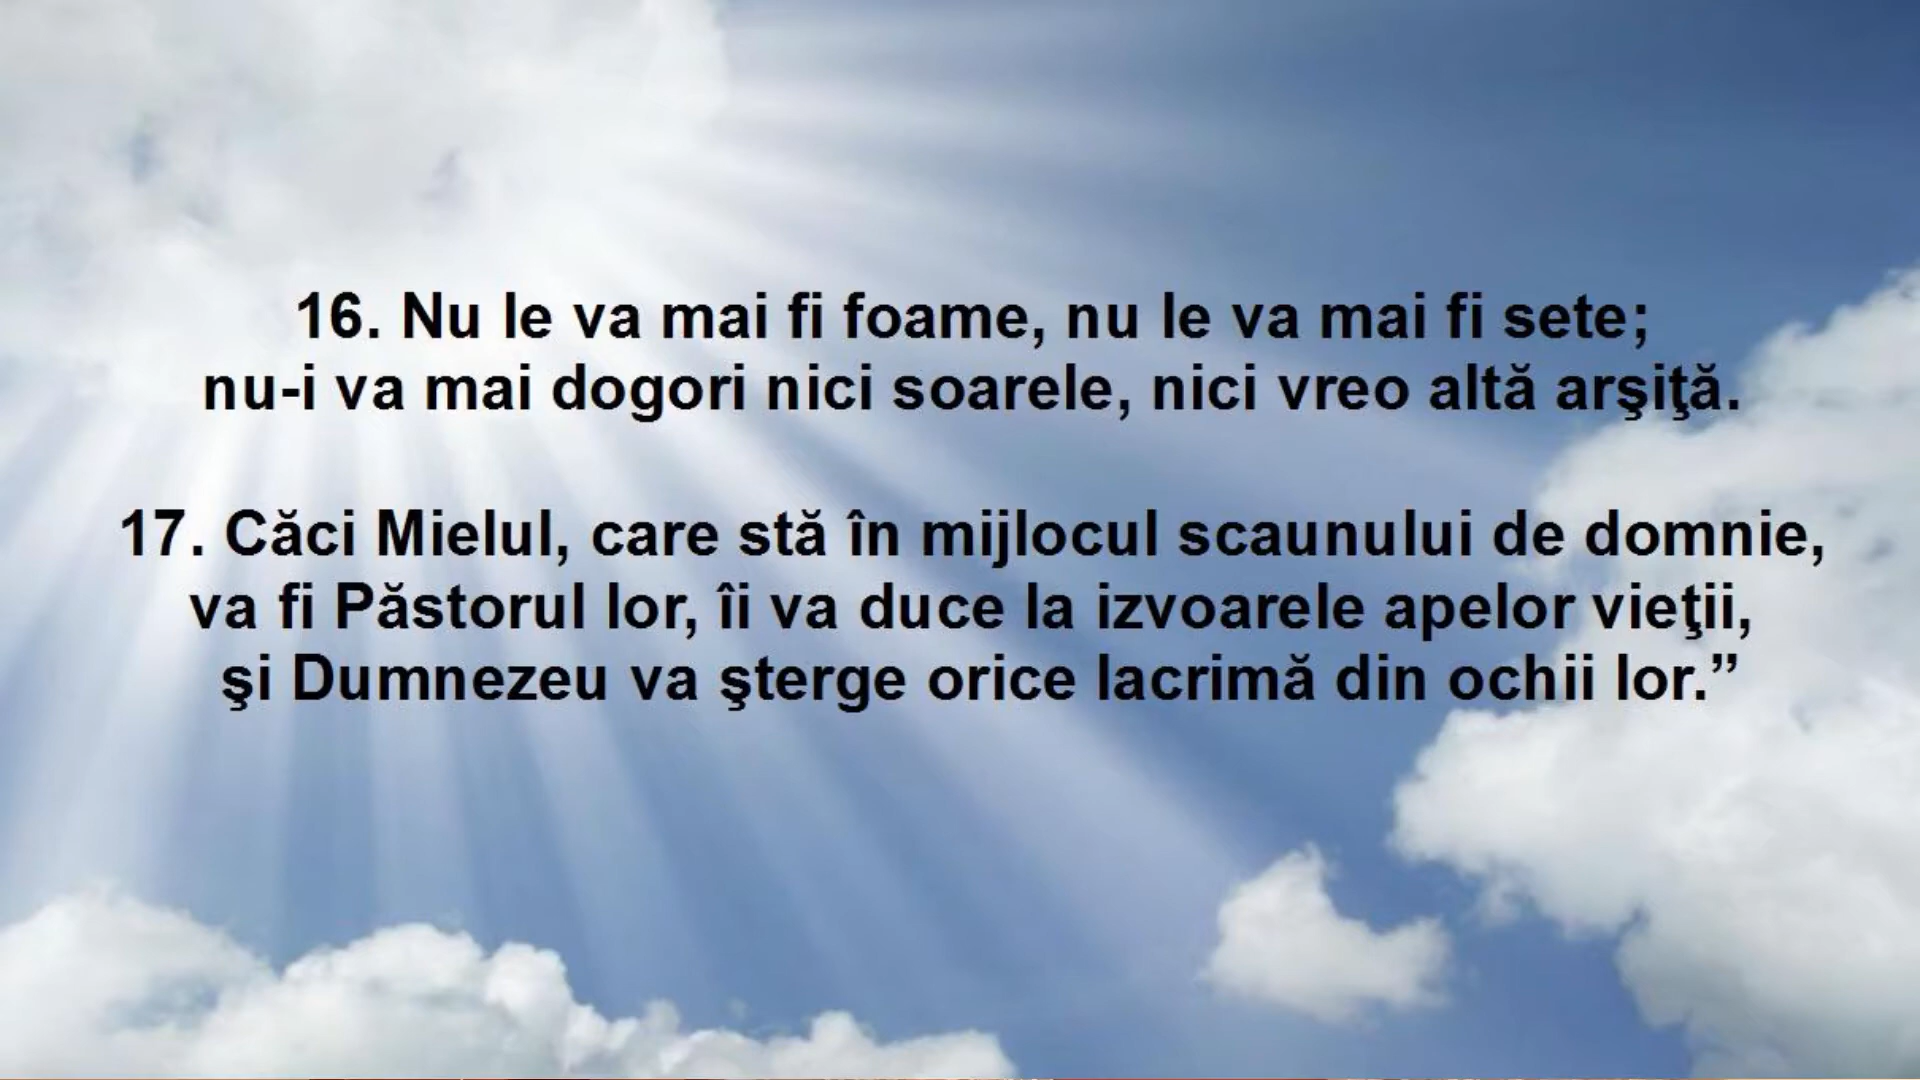 16. Nu le va mai fi foame, nu le va mai fi sete;
nu-i va mai dogori nici soarele, nici vreo altă arşiţă.
17. Căci Mielul, care stă în mijlocul scaunului de domnie,
va fi Păstorul lor, îi va duce la izvoarele apelor vieţii,
şi Dumnezeu va şterge orice lacrimă din ochii lor.”